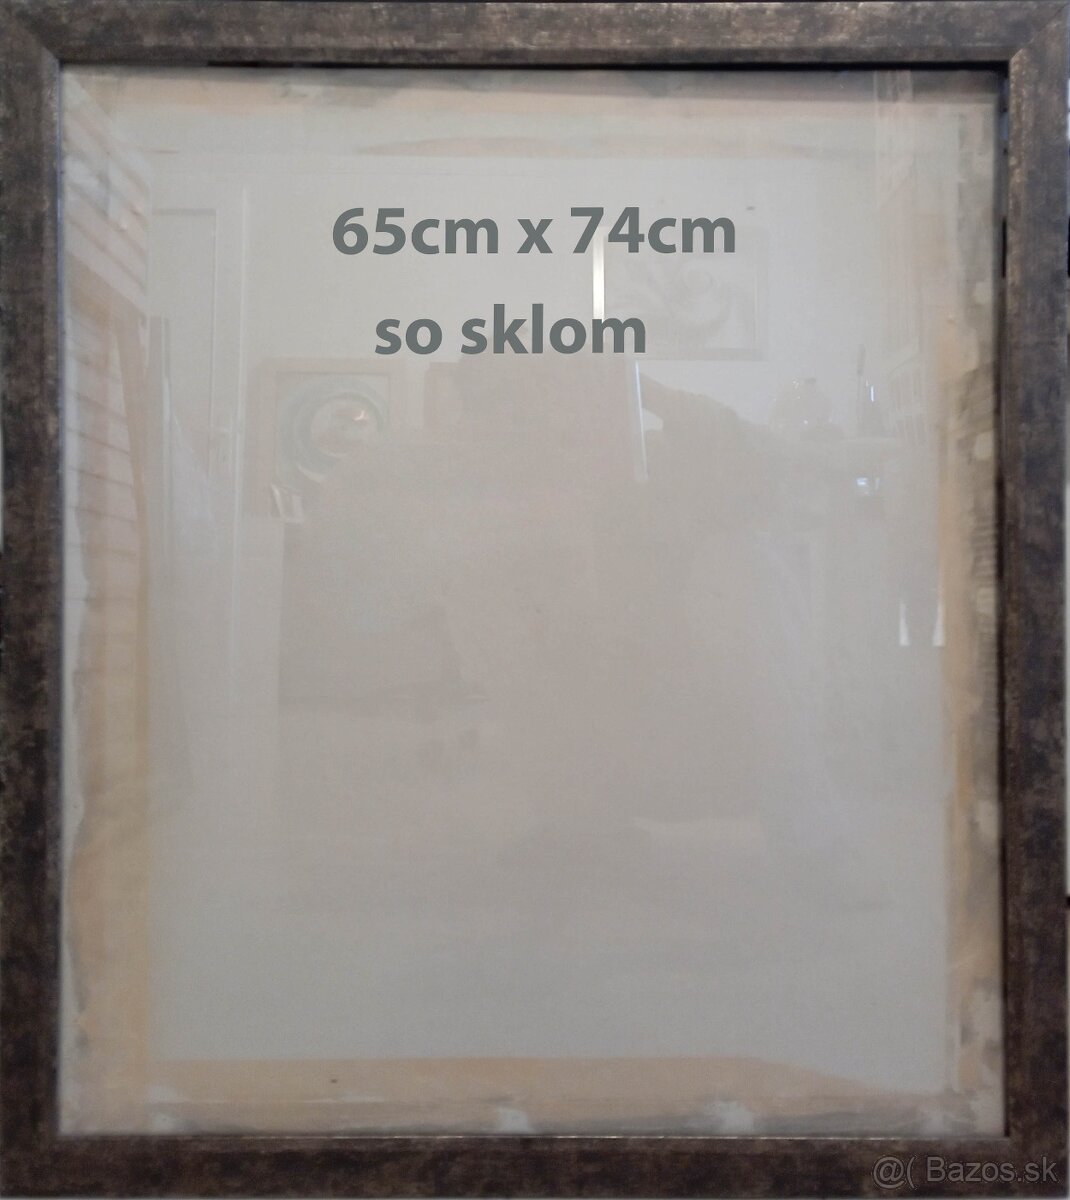 65cm x 74cm
so sklom
@( Bazos.sk